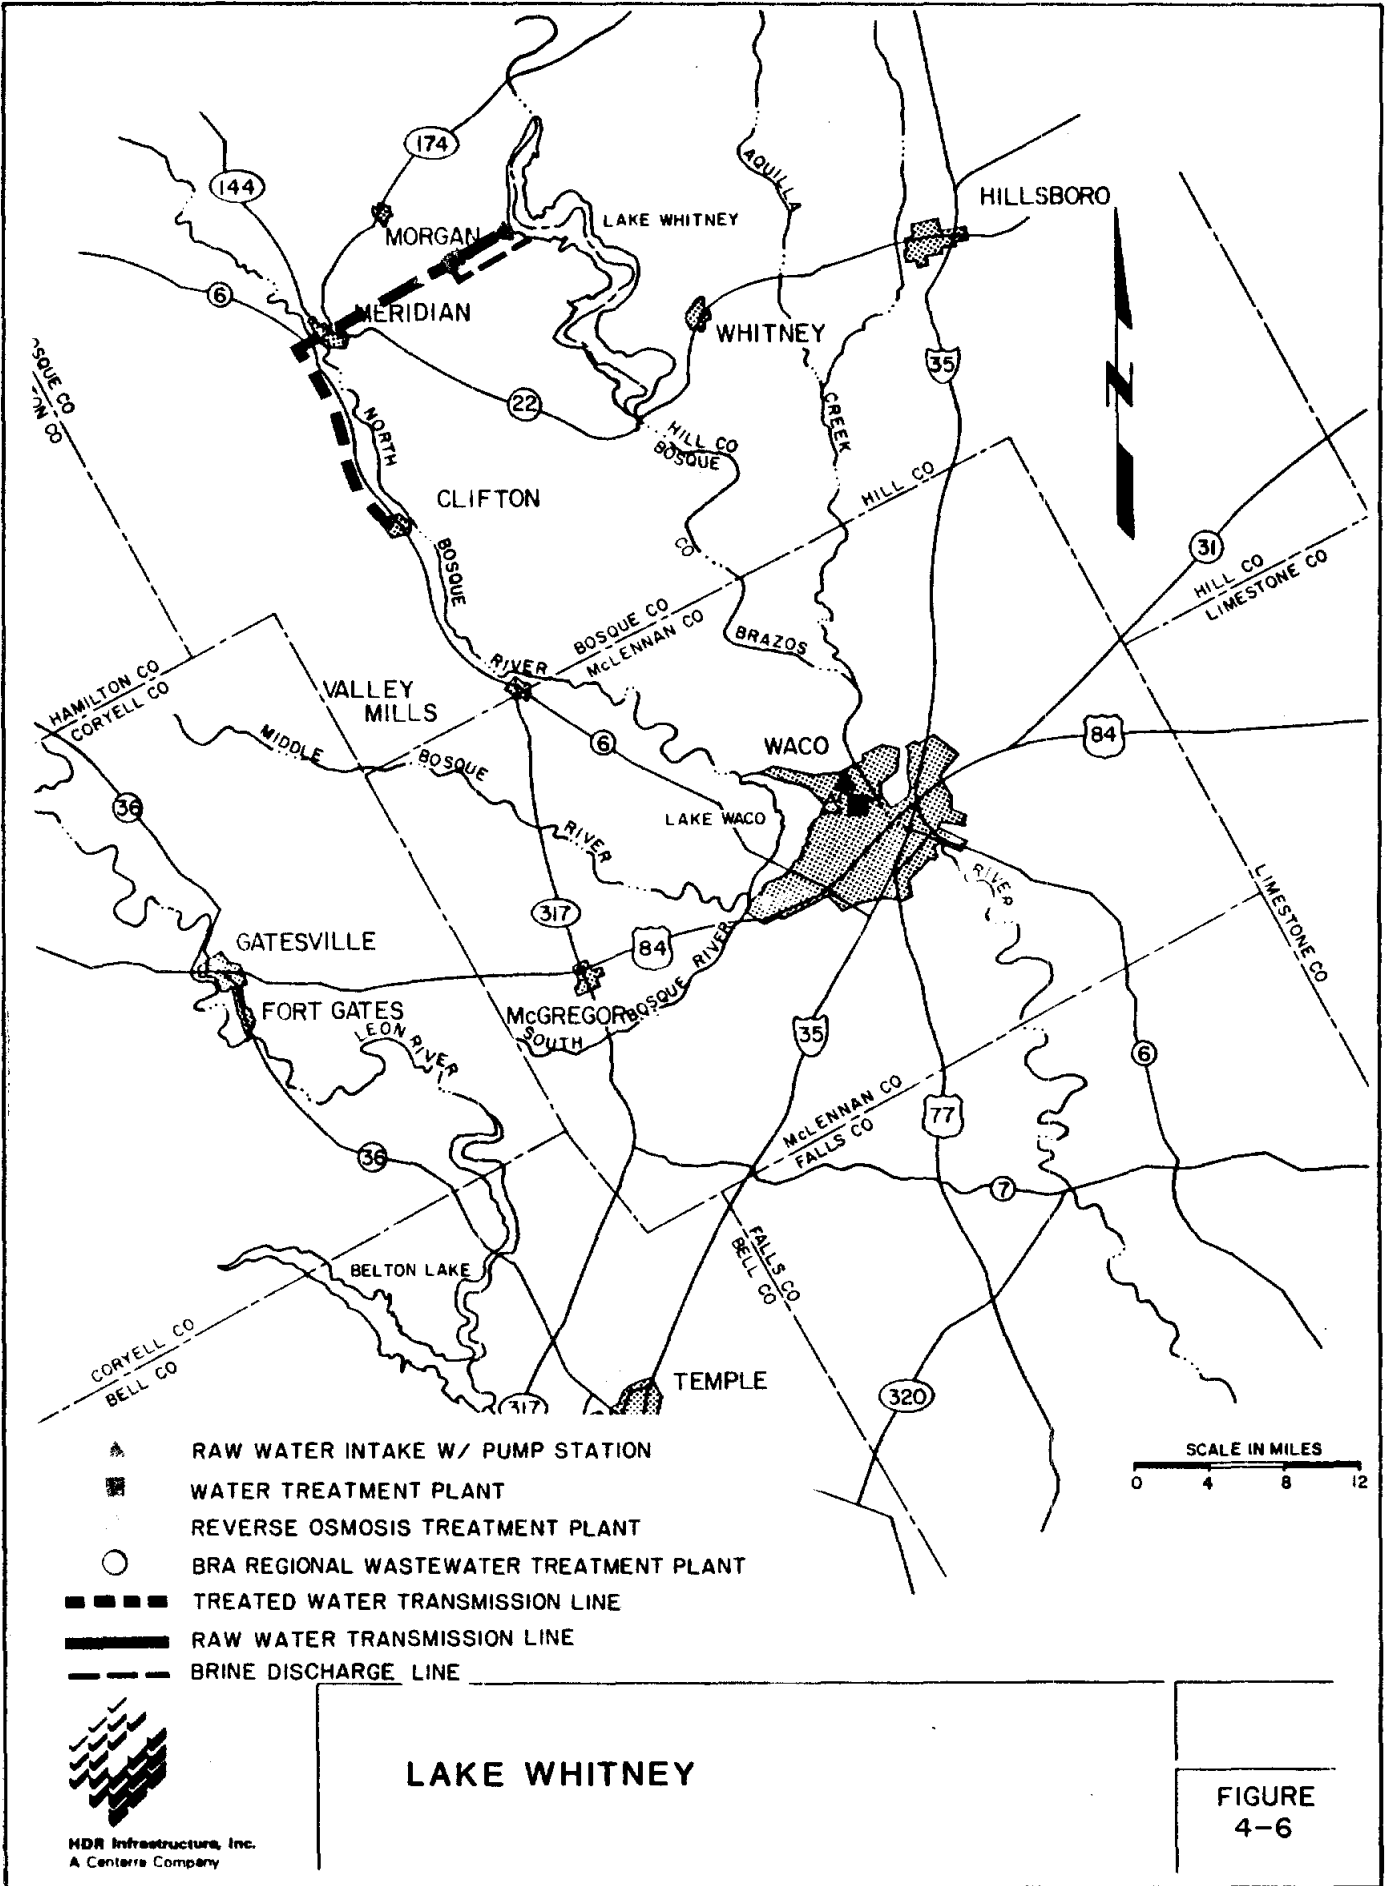 174
144
AQUILLA
HILLSBORO
LAKE WHITNEY
MORGAN
6
MERIDIAN
WHITNEY
35
22
CREEK
NORTH
HILL CO
BOSQUE
CO
CLIFTON
HILL CO
31
BOSQUE
HILL CO
LIMESTONE CO
BOSQUE CO
McLENNAN CO
BRAZOS
RIVER
HAMILTON CO
CORYELL CO
VALLEY
MILLS
MIDDLE
BOSQUE
RIVER
6
WACO
84
36
LAKE WACO
RIVER
LIMESTONE CO
317
84
GATESVILLE
FORT GATES
McGREGOR
SOUTH
BOSQUE
RIVER
LEON RIVER
35
6
77
McLENNAN CO
FALLS CO
36
7
FALLS CO
BELL CO
BELTON LAKE
CORYELL CO
BELL CO
TEMPLE
317
320
RAW WATER INTAKE W/ PUMP STATION
WATER TREATMENT PLANT
REVERSE OSMOSIS TREATMENT PLANT
BRA REGIONAL WASTEWATER TREATMENT PLANT
TREATED WATER TRANSMISSION LINE
RAW WATER TRANSMISSION LINE
BRINE DISCHARGE LINE
SCALE IN MILES
0 4 8 12
HDR Infrastructure, Inc.
A Centerra Company
LAKE WHITNEY
FIGURE
4-6
N